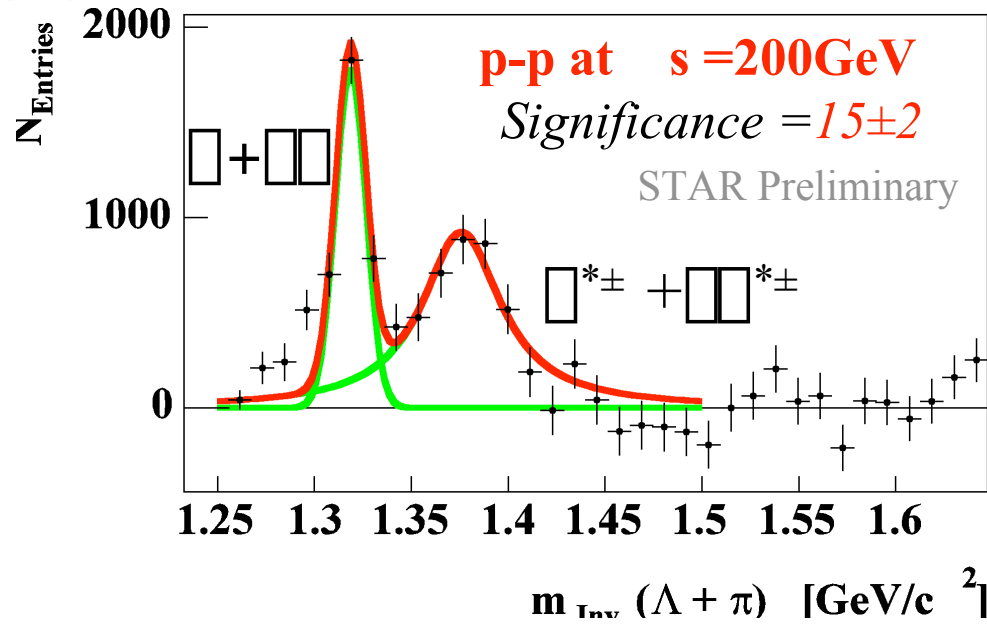 N Entries
2000
p-p at s =200GeV
Significance =15±2
▯+▯▯
STAR Preliminary
1000
▯*± +▯▯*±
0
1.25 1.3 1.35 1.4 1.45 1.5 1.55 1.6
m Inv (Λ + π) [GeV/c 2]